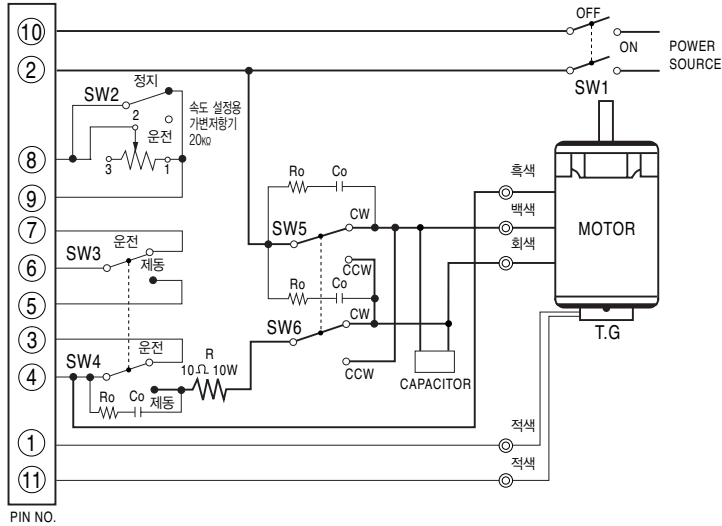 OFF
⑩
ON
POWER
SOURCE
②
정지
SW1
SW2
속도 설정용
가변저항기
20kΩ
2
운전
⑧
3
1
⑨
Ro
Co
흑색
⑦
SW5
CW
백색
MOTOR
운전
⑥
SW3
제동
회색
CCW
⑤
Ro
Co
CW
③
SW6
T.G
운전
SW4
R
④
10Ω 10W
CCW
CAPACITOR
Ro
Co
제동
①
적색
⑪
적색
PIN NO.